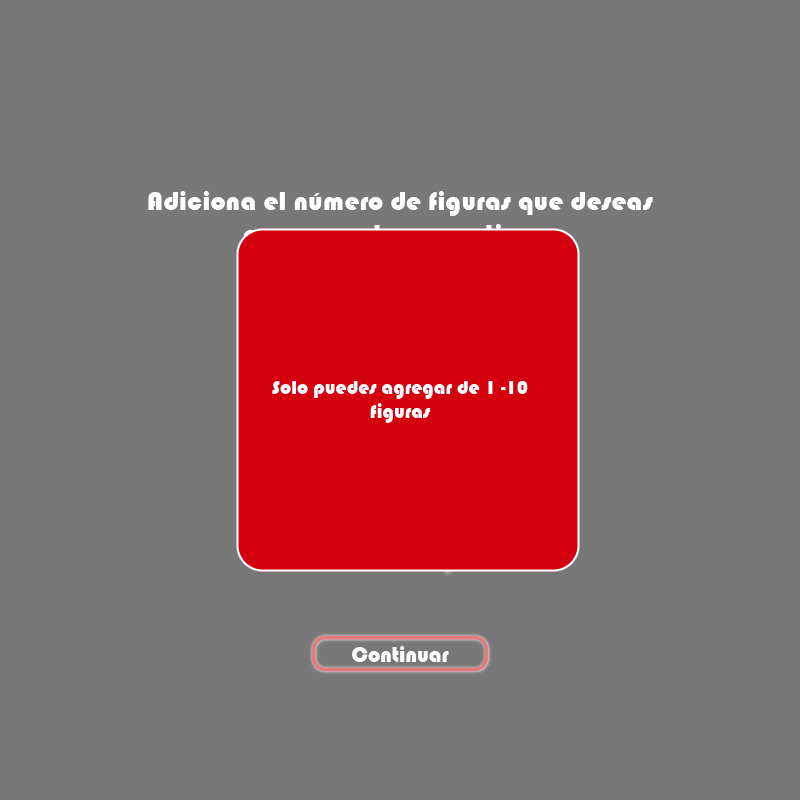 Adiciona el número de figuras que deseas
Solo puedes agregar de 1 -10
figuras
Continuar